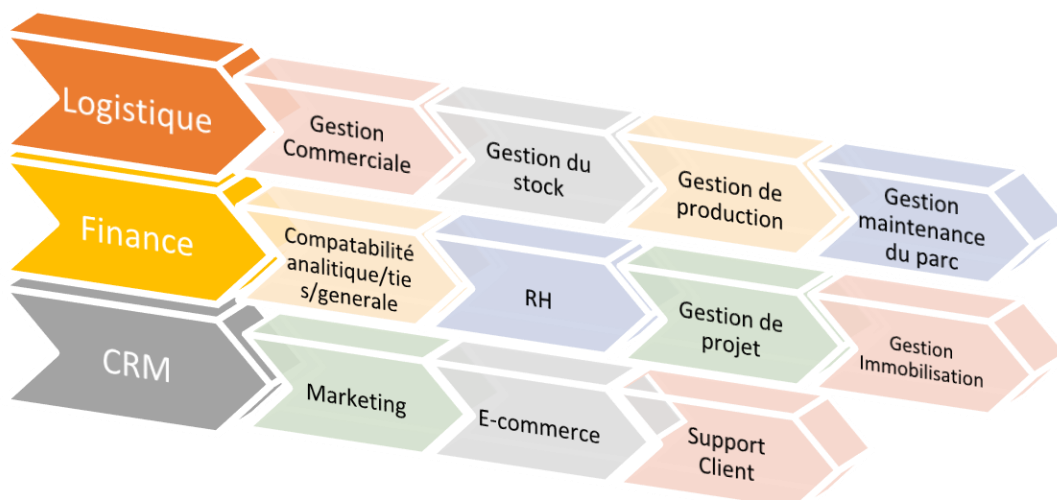 Logistique
Gestion
Commerciale
Gestion du
stock
Gestion de
production
Gestion
maintenance
du parc
Finance
Compatabilité
analytique/tie
s/generale
RH
Gestion de
projet
Gestion
Immobilisation
CRM
Marketing
E-commerce
Support
Client